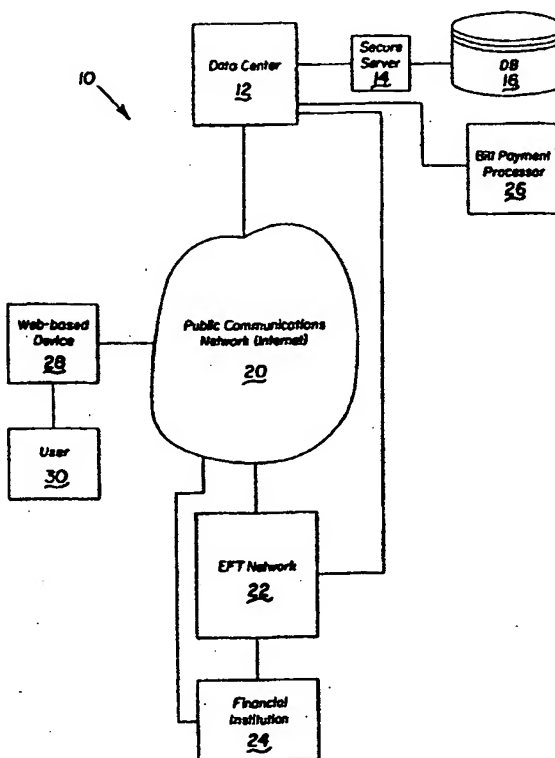 10
Data Center
12
Secure
Server
14
DB
16
Bill Payment
Processor
26
Public Communications
Network (Internet)
20
Web-based
Device
28
User
30
EFT Network
22
Financial
Institution
24